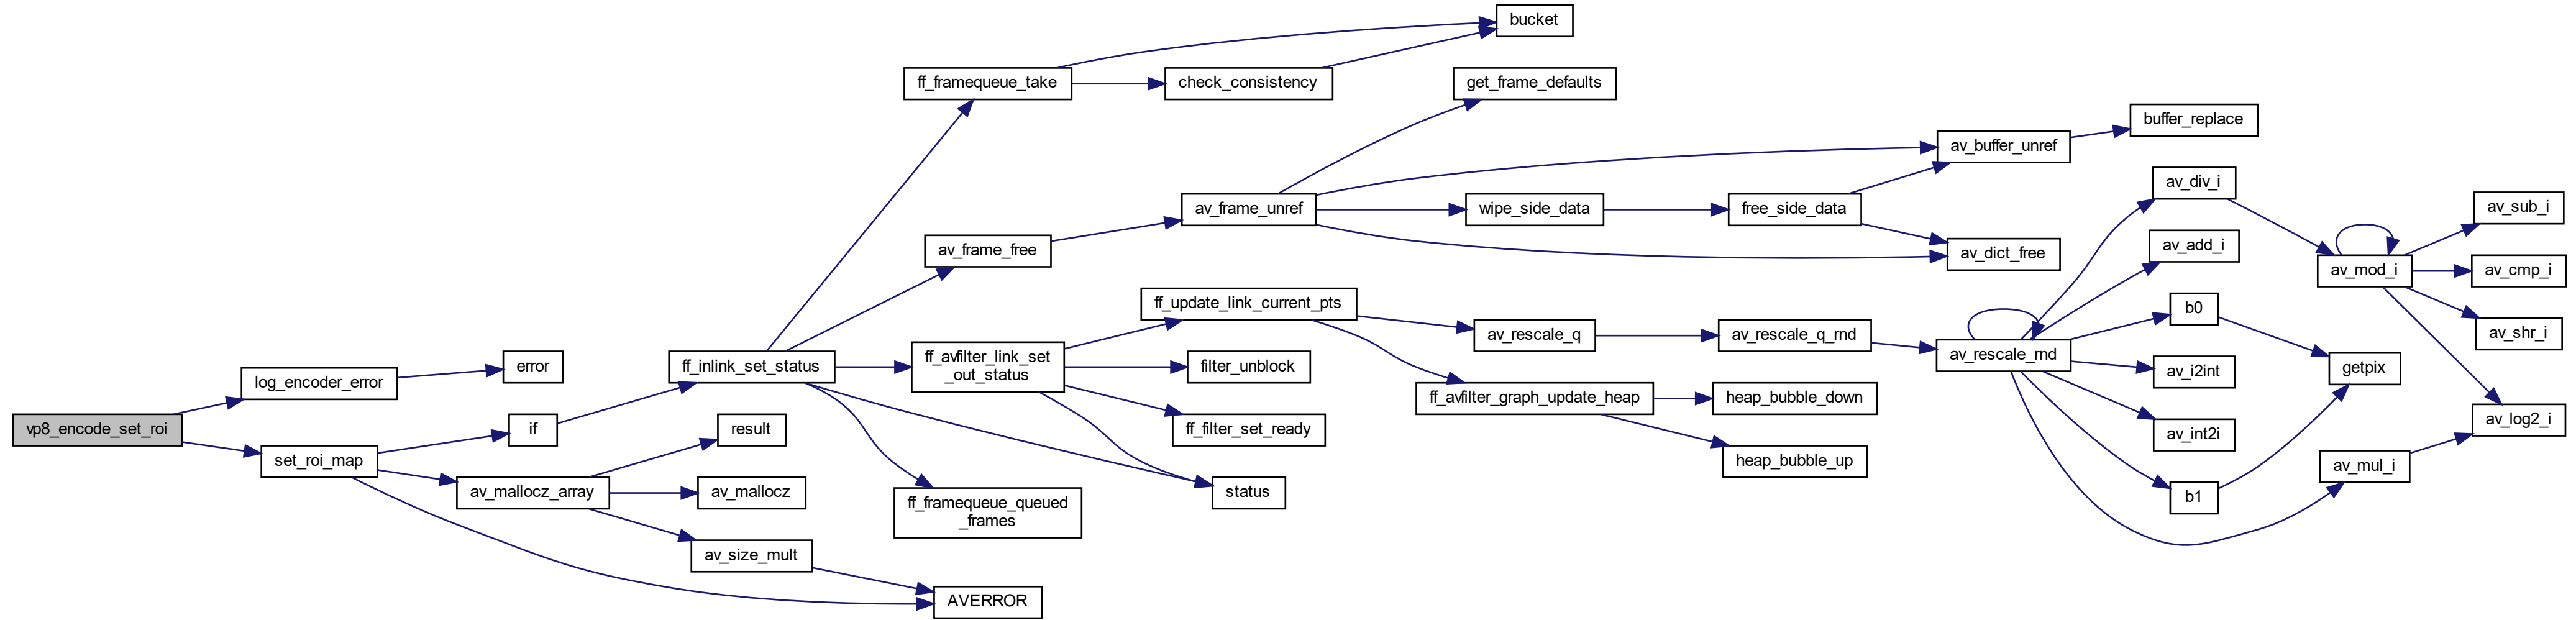 bucket
ff_framequeue_take
check_consistency
get_frame_defaults
buffer_replace
av_buffer_unref
av_div_i
av_frame_unref
wipe_side_data
free_side_data
av_sub_i
av_frame_free
av_dict_free
av_add_i
av_mod_i
av_cmp_i
ff_update_link_current_pts
b0
av_rescale_q
av_rescale_q_rnd
av_shr_i
av_rescale_rnd
log_encoder_error
error
ff_inlink_set_status
ff_avfilter_link_set
_out_status
filter_unblock
av_i2int
getpix
ff_avfilter_graph_update_heap
heap_bubble_down
vp8_encode_set_roi
if
result
ff_filter_set_ready
av_int2i
av_log2_i
set_roi_map
heap_bubble_up
av_mul_i
av_mallocz_array
av_mallocz
status
b1
ff_framequeue_queued
_frames
av_size_mult
AVERROR